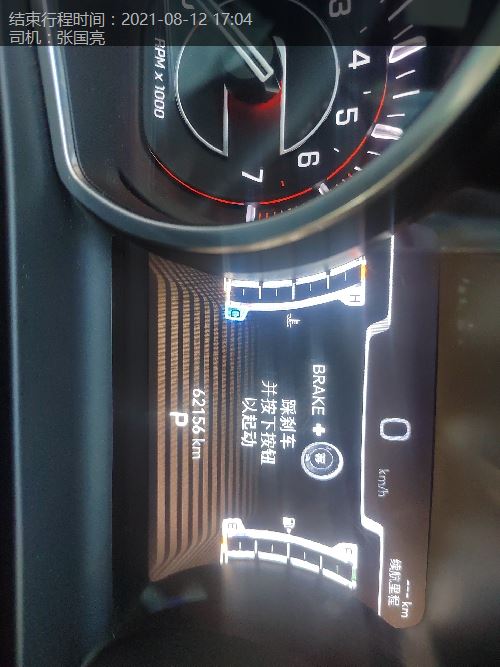 结束行程时间：2021-08-12 17:04
司机：张国亮
3
4
5
6
7
RPM x 1000
0
km/h
--- km
续航里程
H
C
BRAKE +
踩刹车
并按下按钮
以起动
F
E
62156 km
P